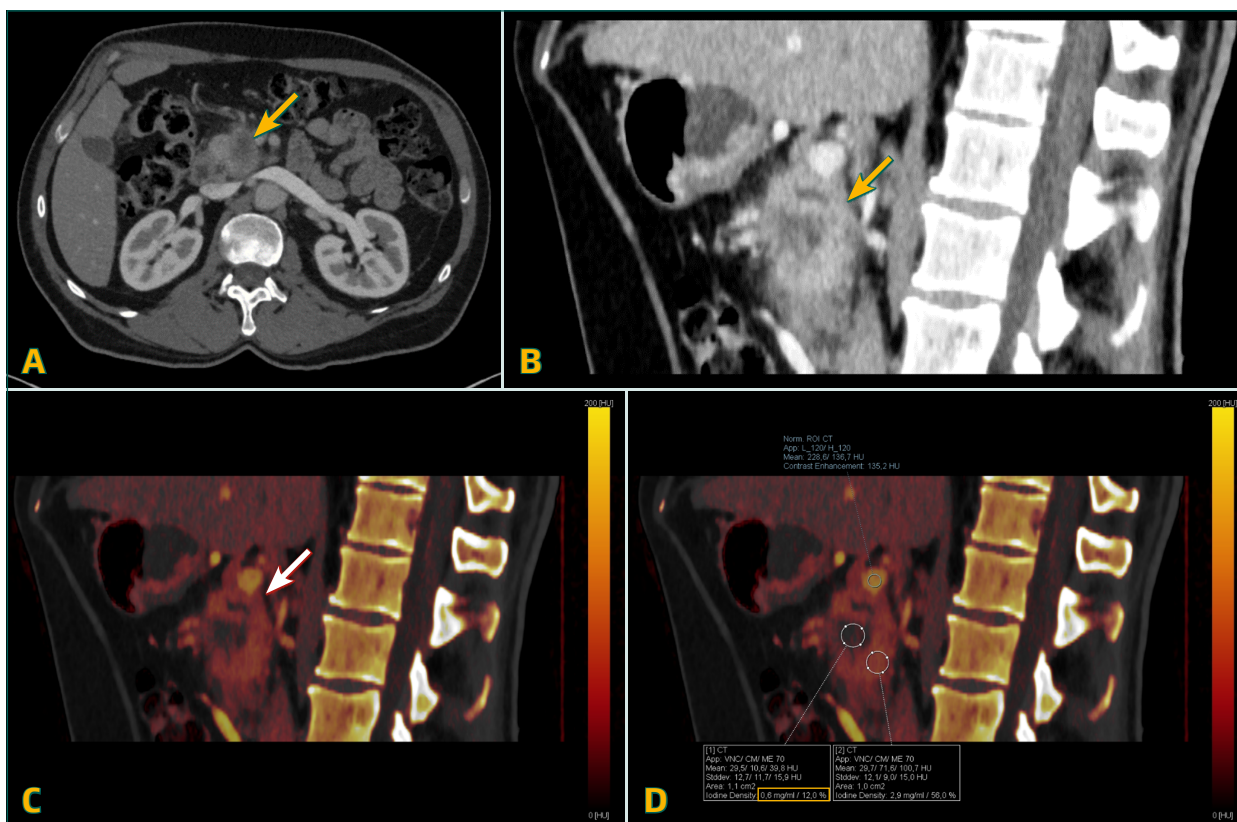 A
B
200 [HU]
C
0 [HU]
200 [HU]
Norm. ROI CT
App: L_120/ H_120
Mean: 228,6/ 136,7 HU
Contrast Enhancement: 135,2 HU
[1] CT
App: VNC/ CM/ ME 70
Mean: 29,5/ 10,6/ 39,8 HU
Stddev: 12,7/ 11,7/ 15,9 HU
Area: 1,1 cm2
Iodine Density: 0,6 mg/ml / 12,0 %
[2] CT
App: VNC/ CM/ ME 70
Mean: 29,7/ 71,6/ 100,7 HU
Stddev: 12,1/ 9,0/ 15,0 HU
Area: 1,0 cm2
Iodine Density: 2,9 mg/ml / 56,0 %
D
0 [HU]